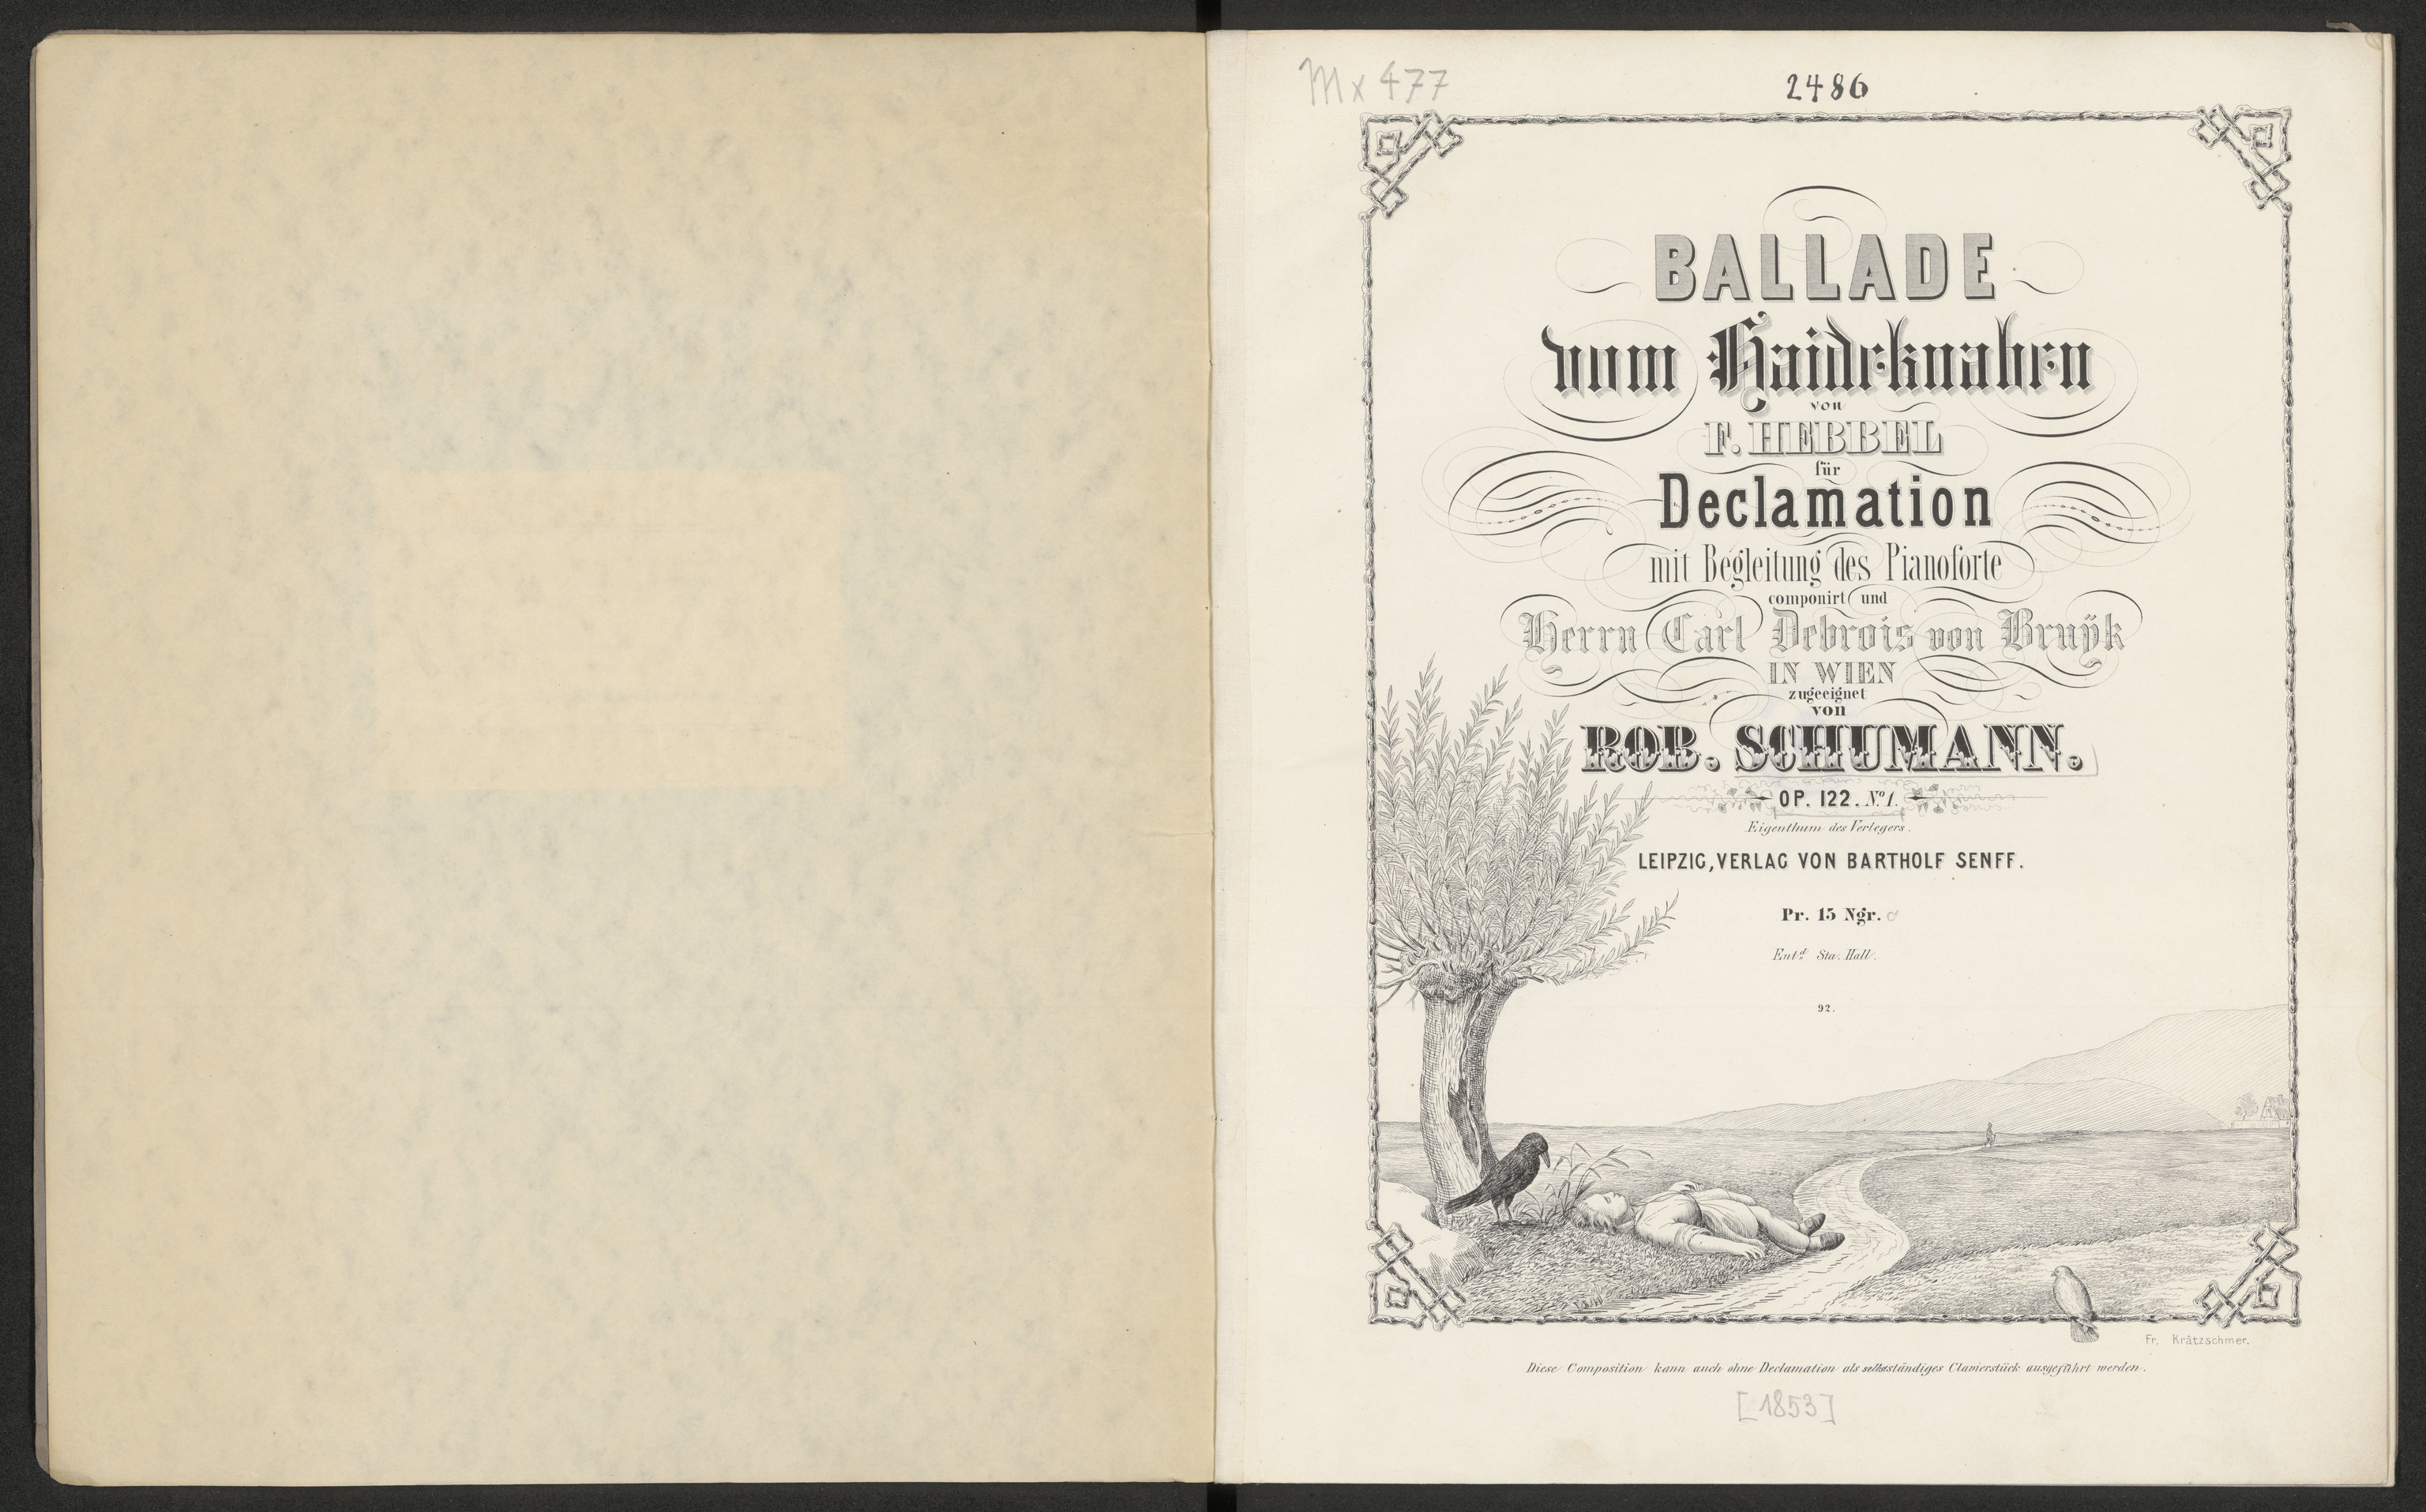 Mx 477
2486
BALLADE
vom Haideknaben
von
F. HEBBEL
für
Declamation
mit Begleitung des Pianoforte
componirt und
Herrn Carl Debrois von Bruÿk
IN WIEN
zugeeignet
von
ROB. SCHUMANN.
OP. 122. No. 1.
Eigenthum des Verlegers.
LEIPZIG, VERLAG VON BARTHOLF SENFF.
Pr. 15 Ngr.
Entd. Sta. Hall.
92.
Fr. Krätzschmer.
Diese Composition kann auch ohne Declamation als selbstständiges Clavierstück ausgeführt werden.
[1853]